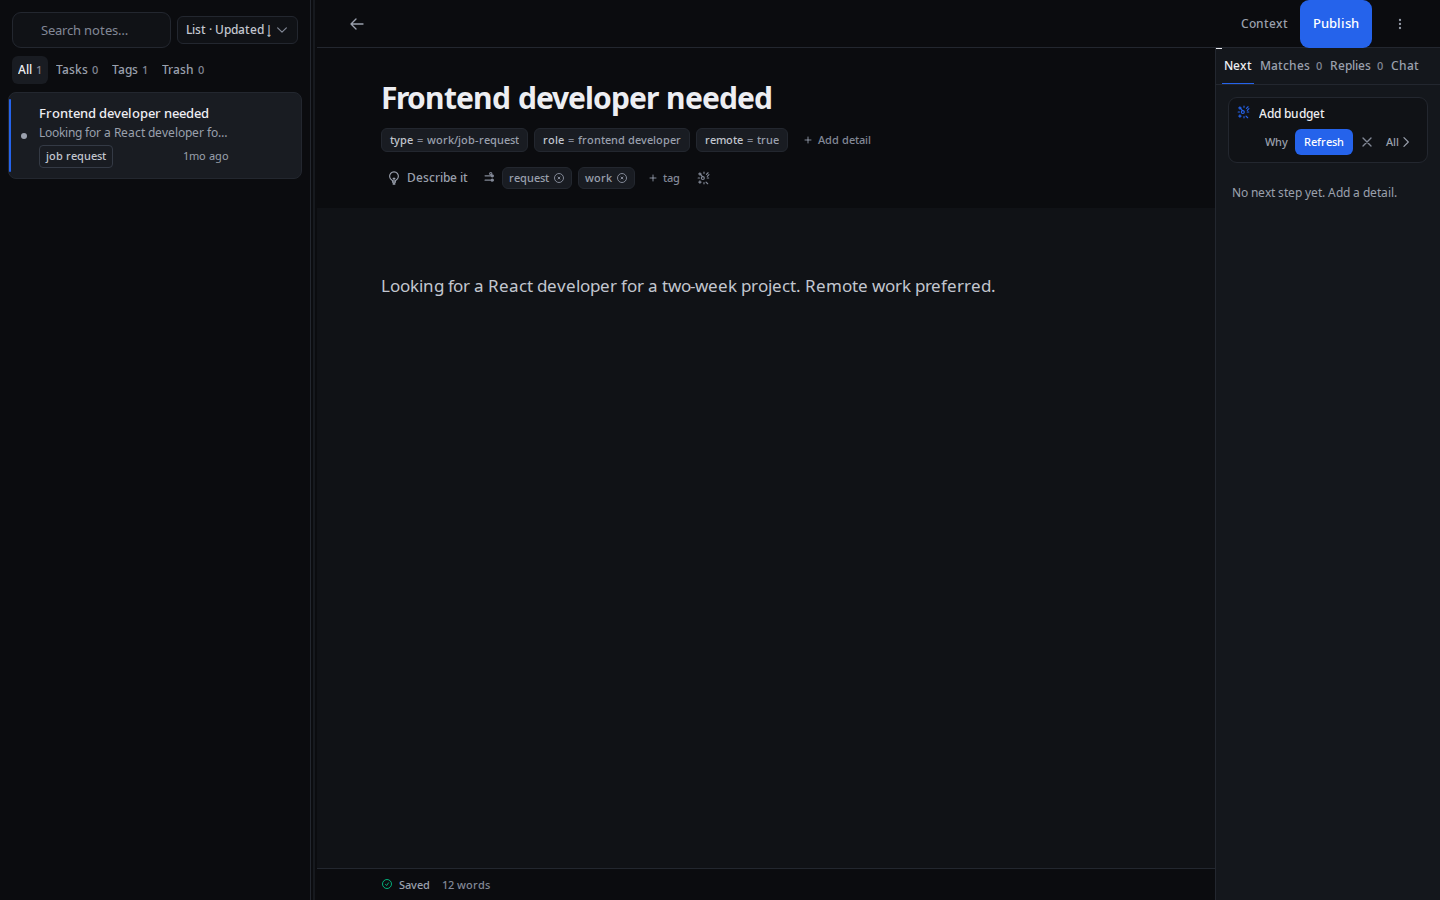 Search notes...
List · Updated ↓
All 1
Tasks 0
Tags 1
Trash 0
Frontend developer needed
Looking for a React developer fo...
job request
1mo ago
Context
Publish
Frontend developer needed
type = work/job-request
role = frontend developer
remote = true
+ Add detail
Describe it
request
work
+ tag
Looking for a React developer for a two-week project. Remote work preferred.
Saved
12 words
Next
Matches 0
Replies 0
Chat
Add budget
Why
Refresh
All
No next step yet. Add a detail.